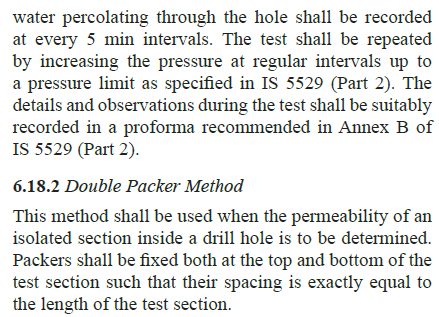 water percolating through the hole shall be recorded
at every 5 min intervals. The test shall be repeated
by increasing the pressure at regular intervals up to
a pressure limit as specified in IS 5529 (Part 2). The
details and observations during the test shall be suitably
recorded in a proforma recommended in Annex B of
IS 5529 (Part 2).
6.18.2 Double Packer Method
This method shall be used when the permeability of an
isolated section inside a drill hole is to be determined.
Packers shall be fixed both at the top and bottom of the
test section such that their spacing is exactly equal to
the length of the test section.